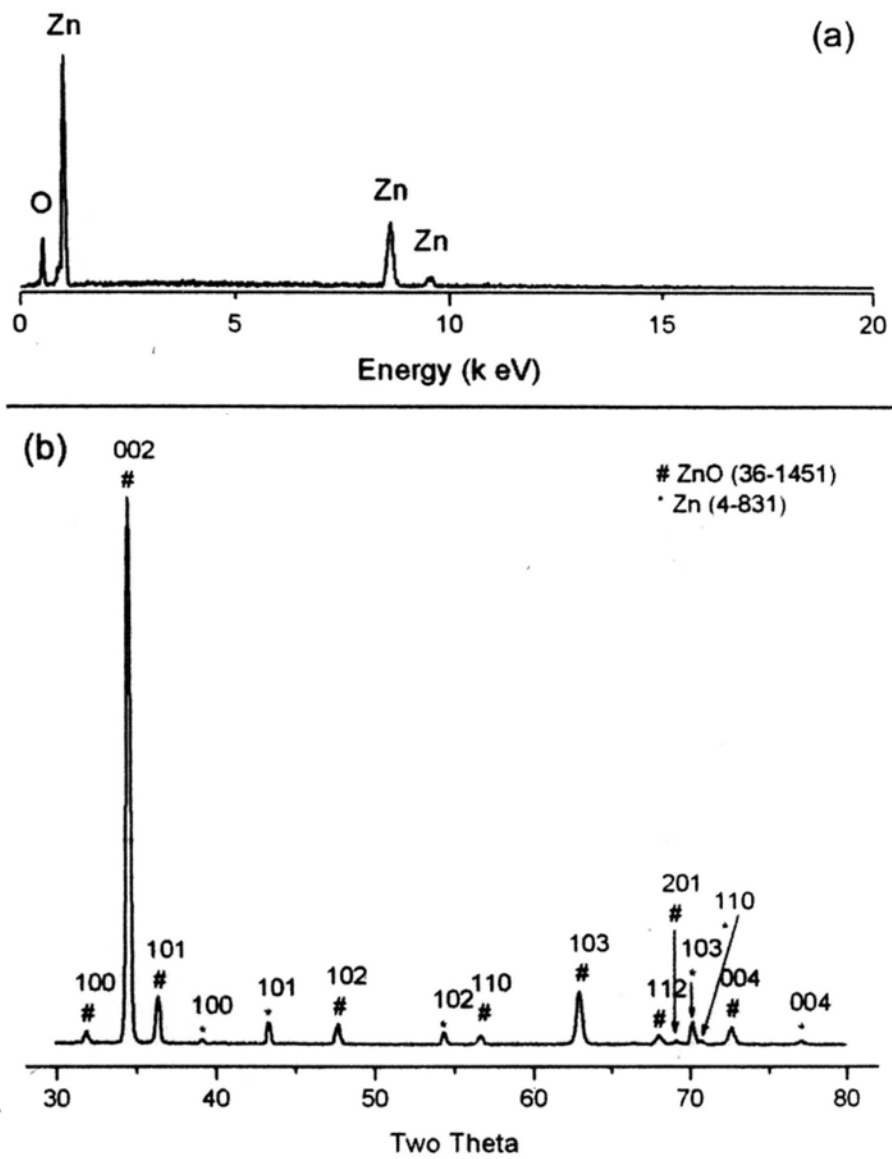 Zn
(a)
O
Zn
Zn
0 5 10 15 20
Energy (k eV)
(b)
002
#
# ZnO (36-1451)
* Zn (4-831)
201
#
*
110
103
#
*103
100
#
101
#
*
100
101
*
102
#
*
102
110
#
112
#
004
#
004
*
30 40 50 60 70 80
Two Theta